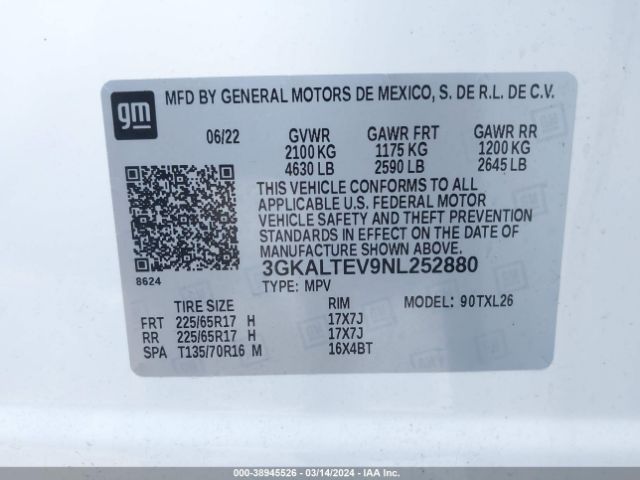 gm
MFD BY GENERAL MOTORS DE MEXICO, S. DE R.L. DE C.V.
06/22 GVWR GAWR FRT GAWR RR
2100 KG 1175 KG 1200 KG
4630 LB 2590 LB 2645 LB
THIS VEHICLE CONFORMS TO ALL
APPLICABLE U.S. FEDERAL MOTOR
VEHICLE SAFETY AND THEFT PREVENTION
STANDARDS IN EFFECT ON THE DATE OF
MANUFACTURE SHOWN ABOVE.
3GKALTEV9NL252880
8624 TYPE: MPV
TIRE SIZE RIM MODEL: 90TXL26
FRT 225/65R17 H 17X7J
RR 225/65R17 H 17X7J
SPA T135/70R16 M 16X4BT
000-38945526 - 03/14/2024 - IAA Inc.